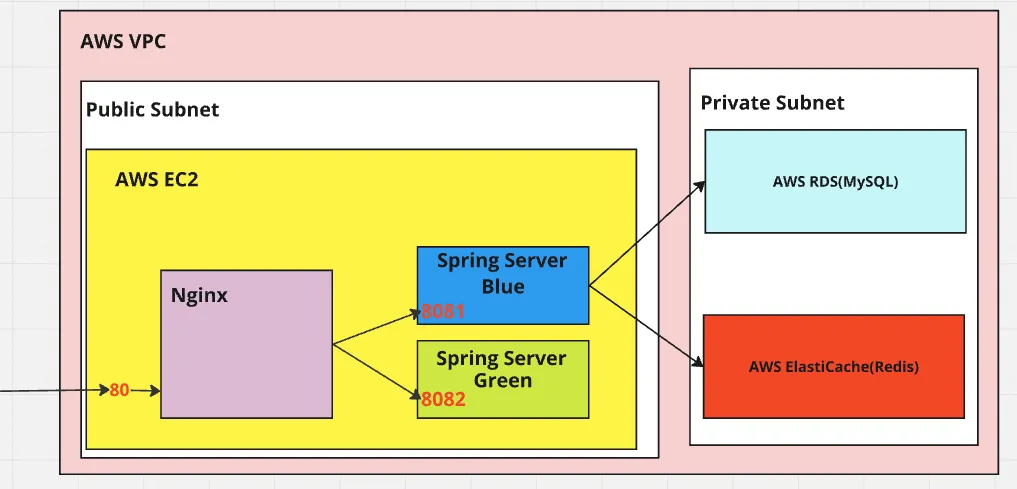 AWS VPC
Public Subnet
AWS EC2
80
Nginx
Spring Server
Blue
8081
Spring Server
Green
8082
Private Subnet
AWS RDS(MySQL)
AWS ElastiCache(Redis)